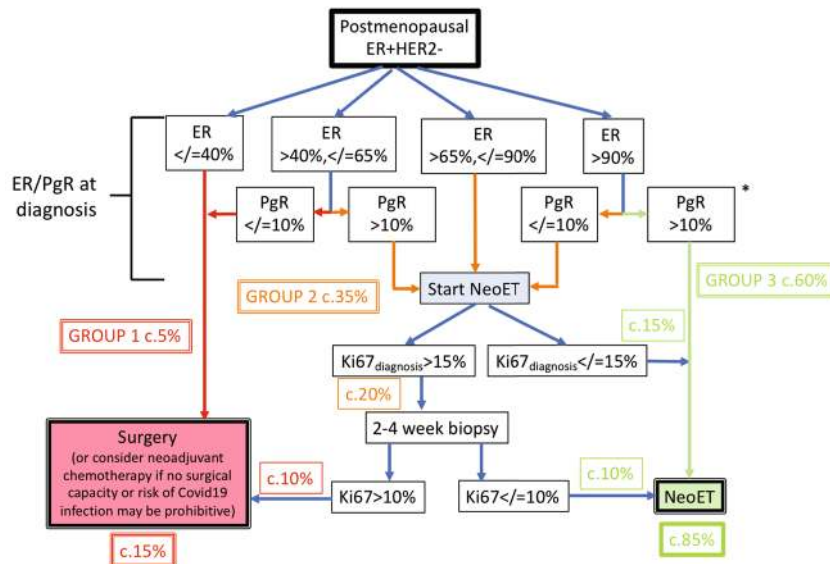 Postmenopausal
ER+HER2-
ER
</=40%
ER
>40%,</=65%
ER
>65%,</=90%
ER
>90%
ER/PgR at
diagnosis
PgR
</=10%
PgR
>10%
PgR
</=10%
PgR
>10%
*
GROUP 2 c.35%
Start NeoET
GROUP 3 c.60%
GROUP 1 c.5%
c.15%
Ki67diagnosis>15%
Ki67diagnosis</=15%
c.20%
2-4 week biopsy
Surgery
(or consider neoadjuvant
chemotherapy if no surgical
capacity or risk of Covid19
infection may be prohibitive)
c.10%
Ki67>10%
Ki67</=10%
c.10%
NeoET
c.15%
c.85%